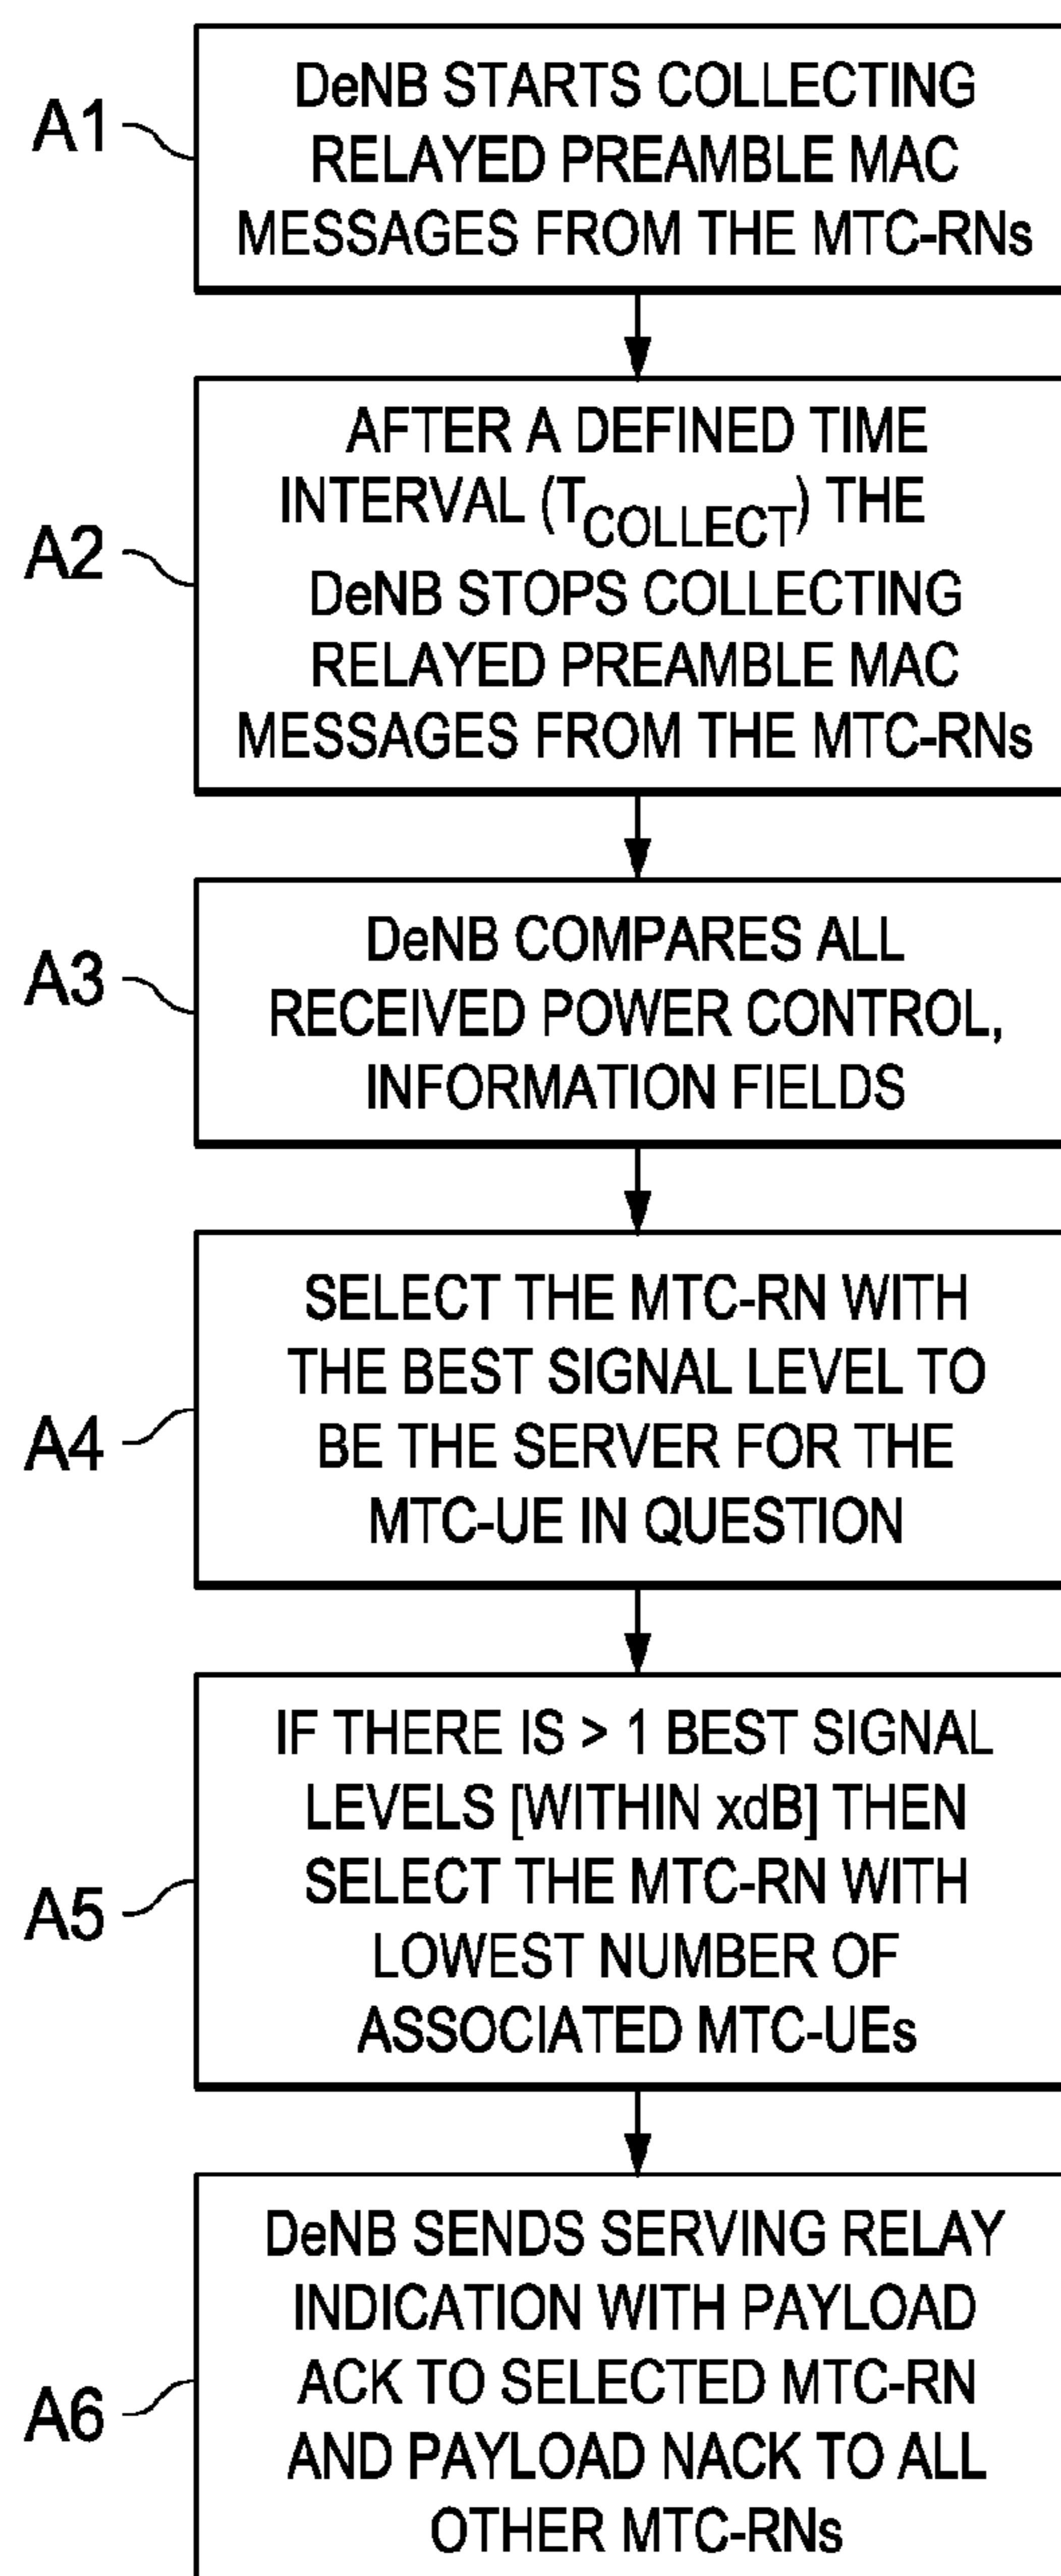 A1
DeNB STARTS COLLECTING
RELAYED PREAMBLE MAC
MESSAGES FROM THE MTC-RNs
A2
AFTER A DEFINED TIME
INTERVAL (TCOLLECT) THE
DeNB STOPS COLLECTING
RELAYED PREAMBLE MAC
MESSAGES FROM THE MTC-RNs
A3
DeNB COMPARES ALL
RECEIVED POWER CONTROL,
INFORMATION FIELDS
A4
SELECT THE MTC-RN WITH
THE BEST SIGNAL LEVEL TO
BE THE SERVER FOR THE
MTC-UE IN QUESTION
A5
IF THERE IS > 1 BEST SIGNAL
LEVELS [WITHIN xdB] THEN
SELECT THE MTC-RN WITH
LOWEST NUMBER OF
ASSOCIATED MTC-UEs
A6
DeNB SENDS SERVING RELAY
INDICATION WITH PAYLOAD
ACK TO SELECTED MTC-RN
AND PAYLOAD NACK TO ALL
OTHER MTC-RNs